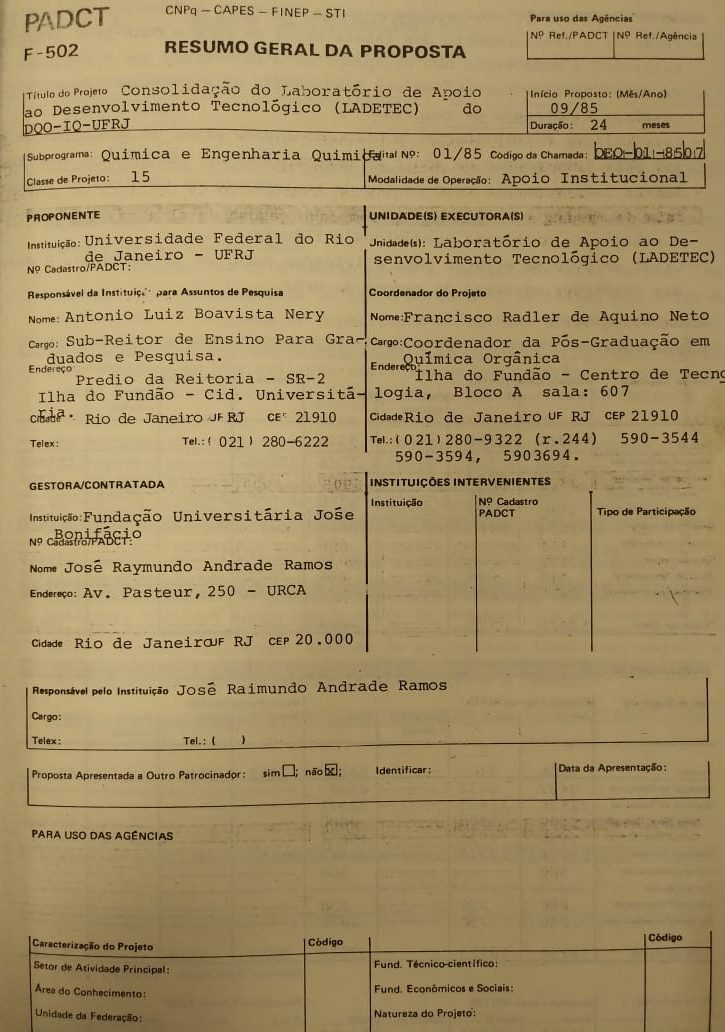 PADCT
CNPq – CAPES – FINEP – STI
F-502
RESUMO GERAL DA PROPOSTA
Para uso das Agências
Nº Ref./PADCT Nº Ref./Agência
Título do Projeto Consolidação do Laboratório de Apoio
ao Desenvolvimento Tecnológico (LADETEC) do
DQO-IQ-UFRJ
Início Proposta: (Mês/Ano)
09/85
Duração: 24 meses
Subprograma: Quimica e Engenharia Quimica
Edital Nº: 01/85 Codigo da Chamada:
Classe de Projeto: 15
Modalidade de Operação: Apoio Institucional
PROPONENTE
Instituição: Universidade Federal do Rio
de Janeiro - UFRJ
Nº Cadastro/PADCT:
Responsável da Instituiç. para Assuntos de Pesquisa
Nome: Antonio Luiz Boavista Nery
Cargo: Sub-Reitor de Ensino Para Gra-
duados e Pesquisa.
Endereço
Predio da Reitoria - SR-2
Ilha do Fundão - Cid. Universitá-
ria.
Cidade Rio de Janeiro UF RJ CEP 21910
Telex: Tel.: ( 021 ) 280-6222
UNIDADE(S) EXECUTORA(S)
Unidade(s): Laboratório de Apoio ao De-
senvolvimento Tecnológico (LADETEC)
Coordenador do Projeto
Nome: Francisco Radler de Aquino Neto
Cargo: Coordenador da Pós-Graduação em
Química Orgânica
Endereço
Ilha do Fundão - Centro de Tecno
logia, Bloco A sala: 607
Cidade Rio de Janeiro UF RJ CEP 21910
Tel.: ( 021 ) 280-9322 (r.244) 590-3544
590-3594, 5903694.
GESTORA/CONTRATADA
Instituição: Fundação Universitária José
Bonifácio
Nº Cadastro/PADCT:
Nome José Raymundo Andrade Ramos
Endereço: Av. Pasteur, 250 - URCA
Cidade Rio de Janeiro UF RJ CEP 20.000
INSTITUIÇÕES INTERVENIENTES
Instituição
Nº Cadastro
PADCT
Tipo de Participação
Responsável pelo Instituição José Raimundo Andrade Ramos
Cargo:
Telex: Tel.: ( )
Proposta Apresentada a Outro Patrocinador: sim ; não x; Identificar:
Data da Apresentação:
PARA USO DAS AGÊNCIAS
Caracterização do Projeto Código
Código
Setor de Atividade Principal:
Fund. Técnico-científico:
Área do Conhecimento:
Fund. Econômicos e Sociais:
Unidade da Federação:
Natureza do Projeto: